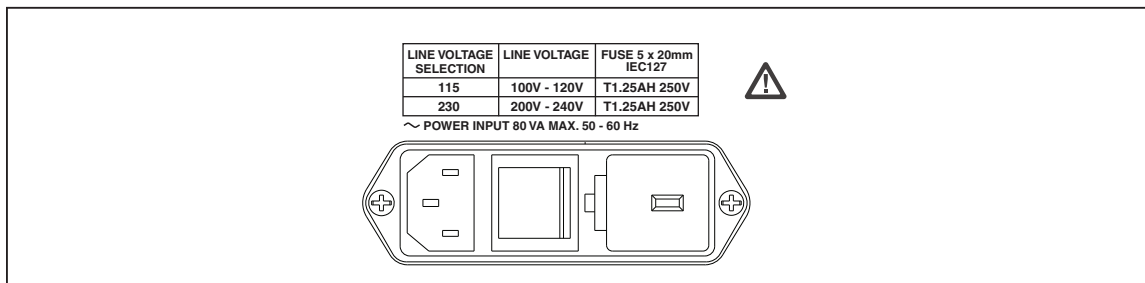 LINE VOLTAGE SELECTION LINE VOLTAGE FUSE 5 x 20mm IEC127
115 100V - 120V T1.25AH 250V
230 200V - 240V T1.25AH 250V
～ POWER INPUT 80 VA MAX. 50 - 60 Hz